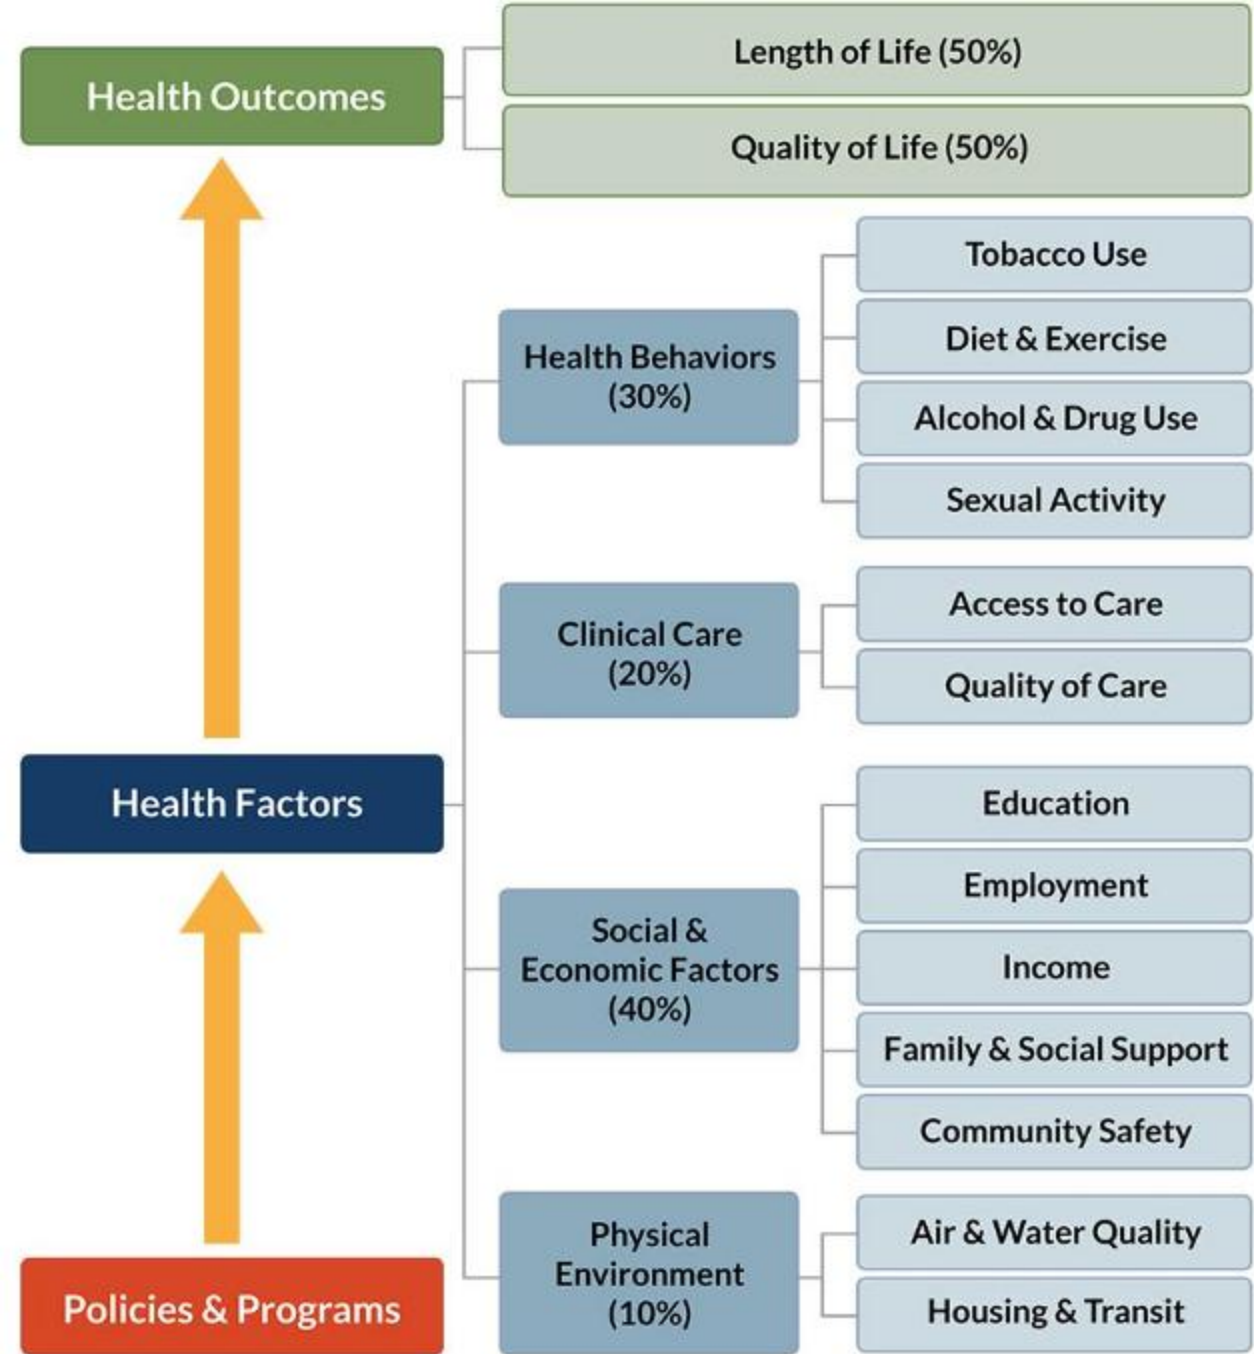 Health Outcomes
Length of Life (50%)
Quality of Life (50%)
Health Factors
Health Behaviors
(30%)
Tobacco Use
Diet & Exercise
Alcohol & Drug Use
Sexual Activity
Clinical Care
(20%)
Access to Care
Quality of Care
Social &
Economic Factors
(40%)
Education
Employment
Income
Family & Social Support
Community Safety
Physical
Environment
(10%)
Air & Water Quality
Housing & Transit
Policies & Programs